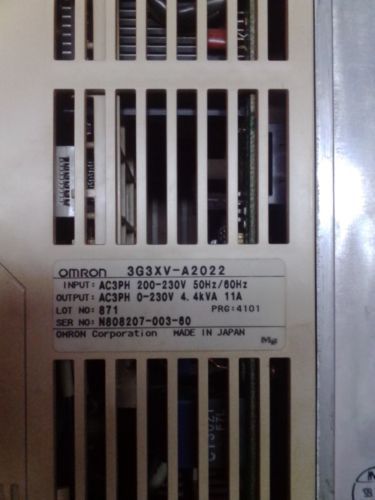 OMRON 3G3XV-A2022
INPUT: AC3PH 200-230V 50Hz/60Hz
OUTPUT: AC3PH 0-230V 4.4kVA 11A
LOT NO: 871 PRG: 4101
SER NO: N808207-003-60
OMRON Corporation MADE IN JAPAN